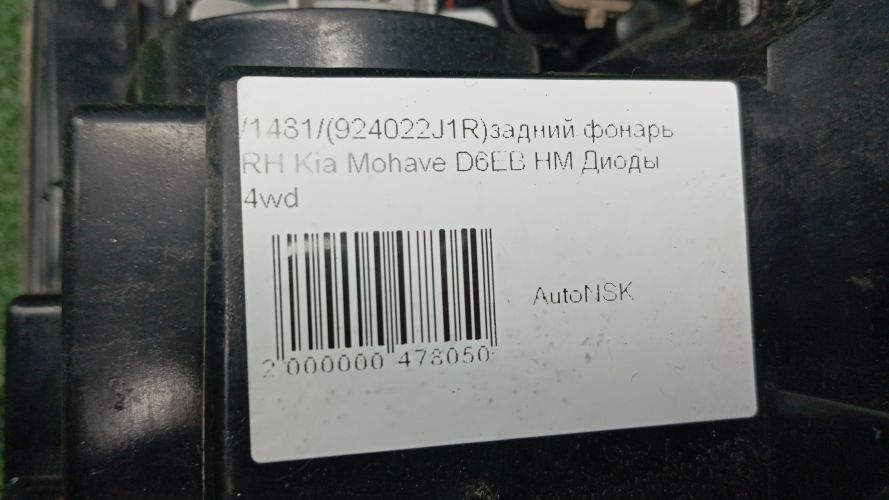 /1481/(924022J1R)задний фонарь
RH Kia Mohave D6EB HM Диоды
4wd
AutoNSK
2 000000 478050